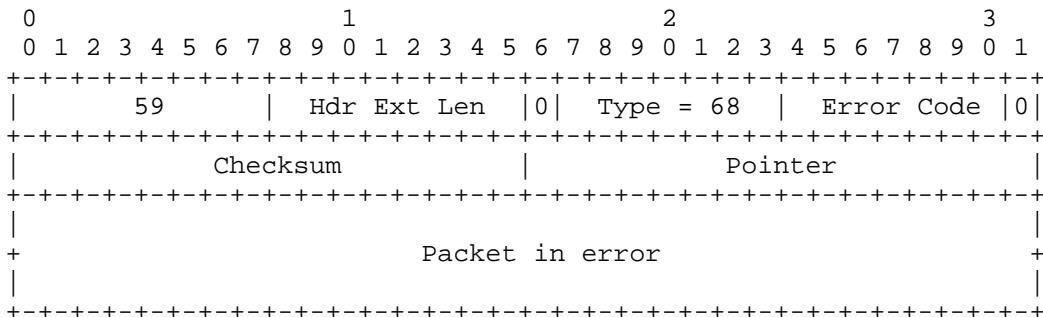 0                   1                   2                   3
 0 1 2 3 4 5 6 7 8 9 0 1 2 3 4 5 6 7 8 9 0 1 2 3 4 5 6 7 8 9 0 1
+-+-+-+-+-+-+-+-+-+-+-+-+-+-+-+-+-+-+-+-+-+-+-+-+-+-+-+-+-+-+-+-+
|       59      |  Hdr Ext Len  |0|  Type = 68  |  Error Code |0|
+-+-+-+-+-+-+-+-+-+-+-+-+-+-+-+-+-+-+-+-+-+-+-+-+-+-+-+-+-+-+-+-+
|            Checksum           |            Pointer            |
+-+-+-+-+-+-+-+-+-+-+-+-+-+-+-+-+-+-+-+-+-+-+-+-+-+-+-+-+-+-+-+-+
|                                                               |
+                        Packet in error                        +
|                                                               |
+-+-+-+-+-+-+-+-+-+-+-+-+-+-+-+-+-+-+-+-+-+-+-+-+-+-+-+-+-+-+-+-+